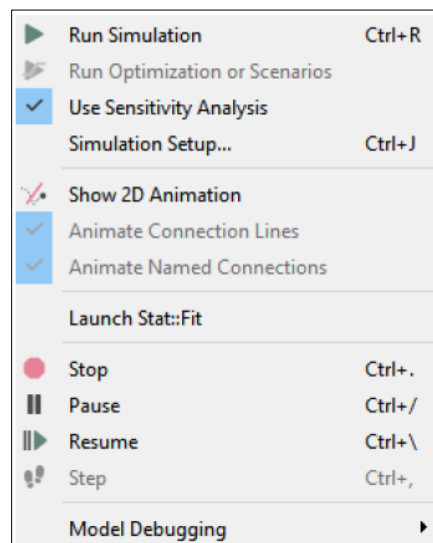 Run Simulation Ctrl+R
Run Optimization or Scenarios
Use Sensitivity Analysis
Simulation Setup... Ctrl+J
Show 2D Animation
Animate Connection Lines
Animate Named Connections
Launch Stat::Fit
Stop Ctrl+.
Pause Ctrl+/
Resume Ctrl+\
Step Ctrl+,
Model Debugging